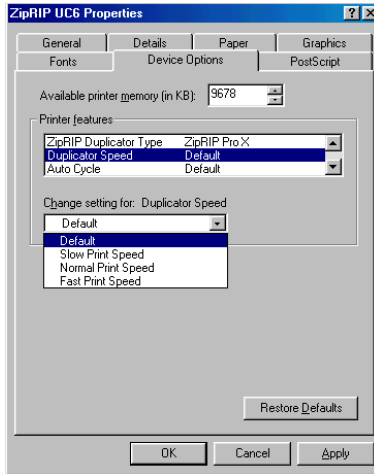 ZipRIP UC6 Properties
General Details Paper Graphics
Fonts Device Options PostScript
Available printer memory (in KB): 9678
Printer features
ZipRIP Duplicator Type ZipRIP Pro X
Duplicator Speed Default
Auto Cycle Default
Change setting for: Duplicator Speed
Default
Default
Slow Print Speed
Normal Print Speed
Fast Print Speed
Restore Defaults
OK Cancel Apply